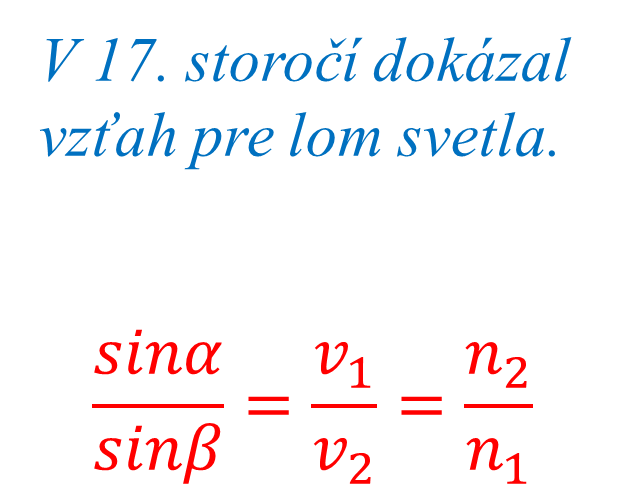 V 17. storočí dokázal
vzťah pre lom svetla.
sinα/sinβ = v₁/v₂ = n₂/n₁